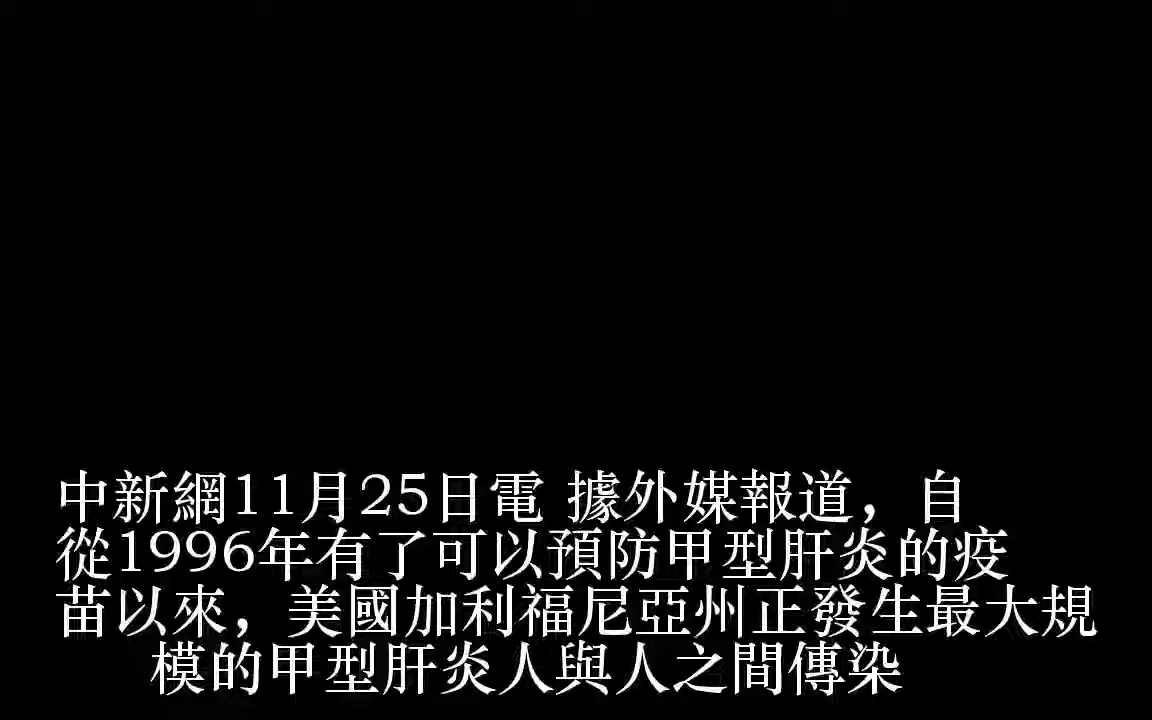 中新網11月25日電 據外媒報道，自
從1996年有了可以預防甲型肝炎的疫
苗以來，美國加利福尼亞州正發生最大規
模的甲型肝炎人與人之間傳染